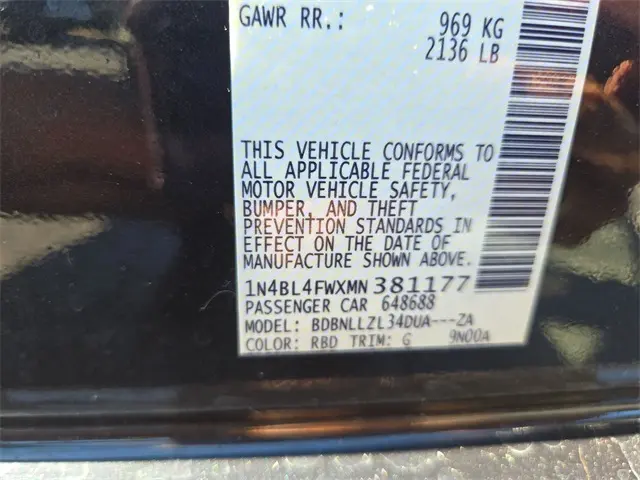 GAWR RR.: 969 KG
2136 LB
THIS VEHICLE CONFORMS TO
ALL APPLICABLE FEDERAL
MOTOR VEHICLE SAFETY,
BUMPER, AND THEFT
PREVENTION STANDARDS IN
EFFECT ON THE DATE OF
MANUFACTURE SHOWN ABOVE.
1N4BL4FWXMN381177
PASSENGER CAR 648688
MODEL: BDBNLLZL34DUA---ZA
COLOR: RBD TRIM: G 9N00A